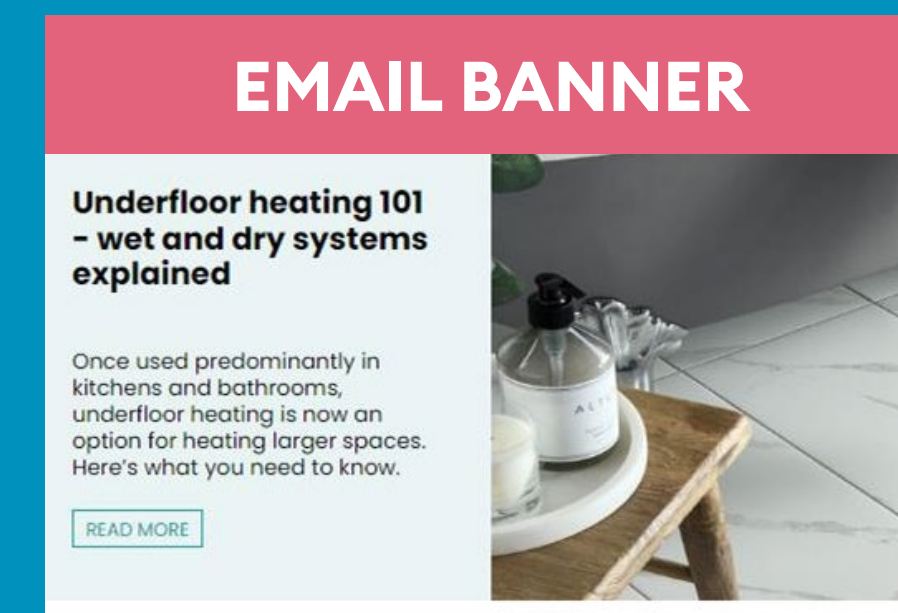 EMAIL BANNER
Underfloor heating 101
- wet and dry systems
explained
Once used predominantly in
kitchens and bathrooms,
underfloor heating is now an
option for heating larger spaces.
Here's what you need to know.
READ MORE